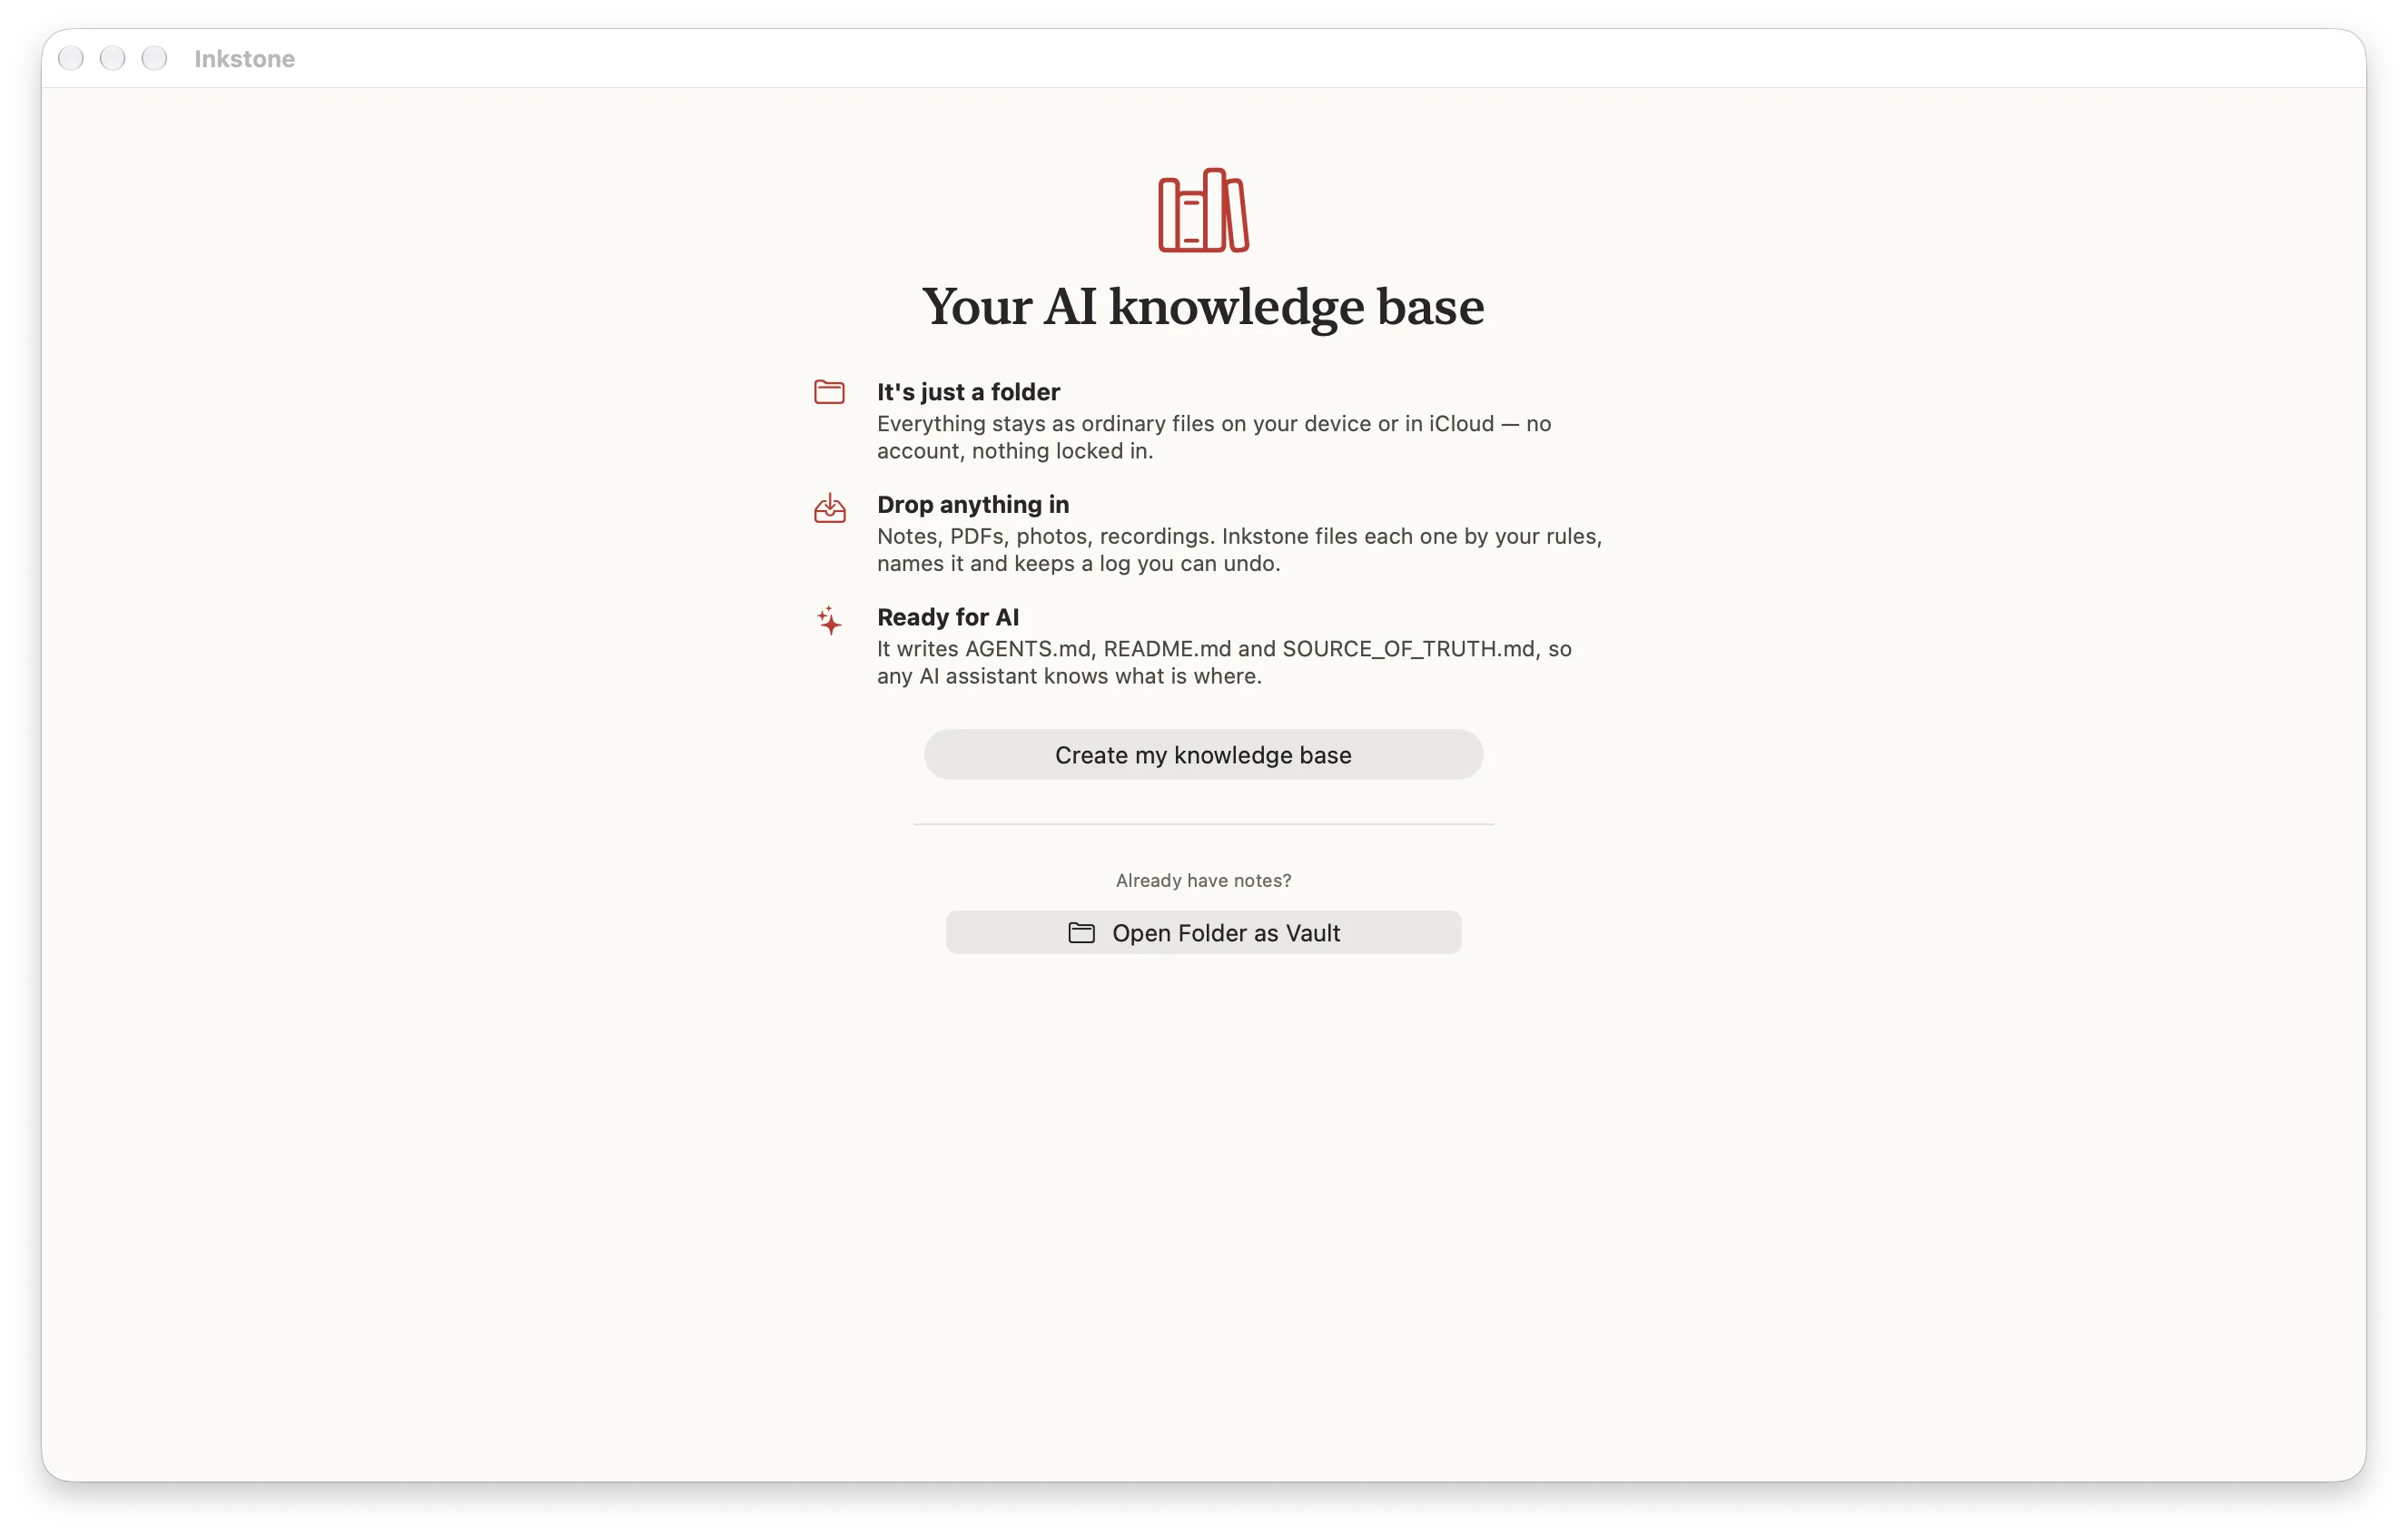 Inkstone
Your AI knowledge base
It's just a folder
Everything stays as ordinary files on your device or in iCloud — no
account, nothing locked in.
Drop anything in
Notes, PDFs, photos, recordings. Inkstone files each one by your rules,
names it and keeps a log you can undo.
Ready for AI
It writes AGENTS.md, README.md and SOURCE_OF_TRUTH.md, so
any AI assistant knows what is where.
Create my knowledge base
Already have notes?
Open Folder as Vault